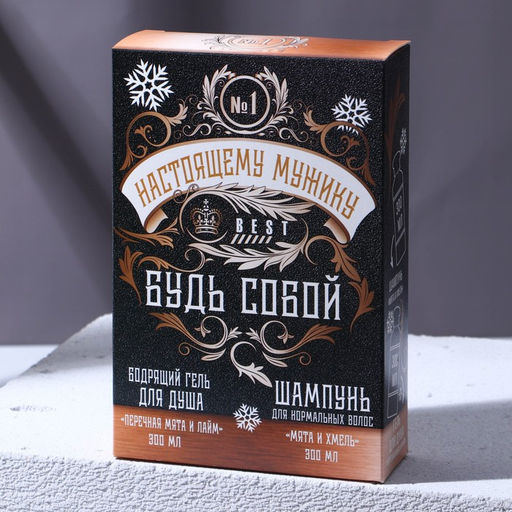 №1
НАСТОЯЩЕМУ МУЖИКУ
BEST
БУДЬ СОБОЙ
БОДРЯЩИЙ ГЕЛЬ
ДЛЯ ДУША
«ПЕРЕЧНАЯ МЯТА И ЛАЙМ»
300 МЛ
ШАМПУНЬ
ДЛЯ НОРМАЛЬНЫХ ВОЛОС
«МЯТА И ХМЕЛЬ»
300 МЛ